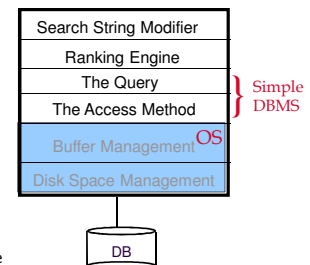 Search String Modifier
Ranking Engine
The Query
The Access Method
} Simple
DBMS
Buffer Management OS
Disk Space Management
DB
e